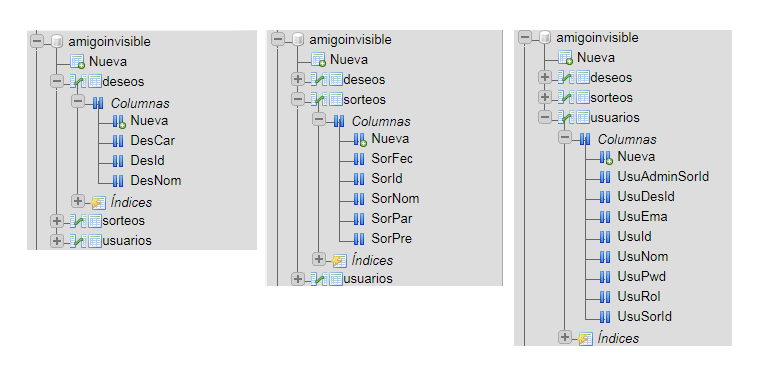 amigoinvisible
Nueva
deseos
Columnas
Nueva
DesCar
DesId
DesNom
Índices
sorteos
usuarios
amigoinvisible
Nueva
deseos
sorteos
Columnas
Nueva
SorFec
SorId
SorNom
SorPar
SorPre
Índices
usuarios
amigoinvisible
Nueva
deseos
sorteos
usuarios
Columnas
Nueva
UsuAdminSorId
UsuDesId
UsuEma
UsuId
UsuNom
UsuPwd
UsuRol
UsuSorId
Índices